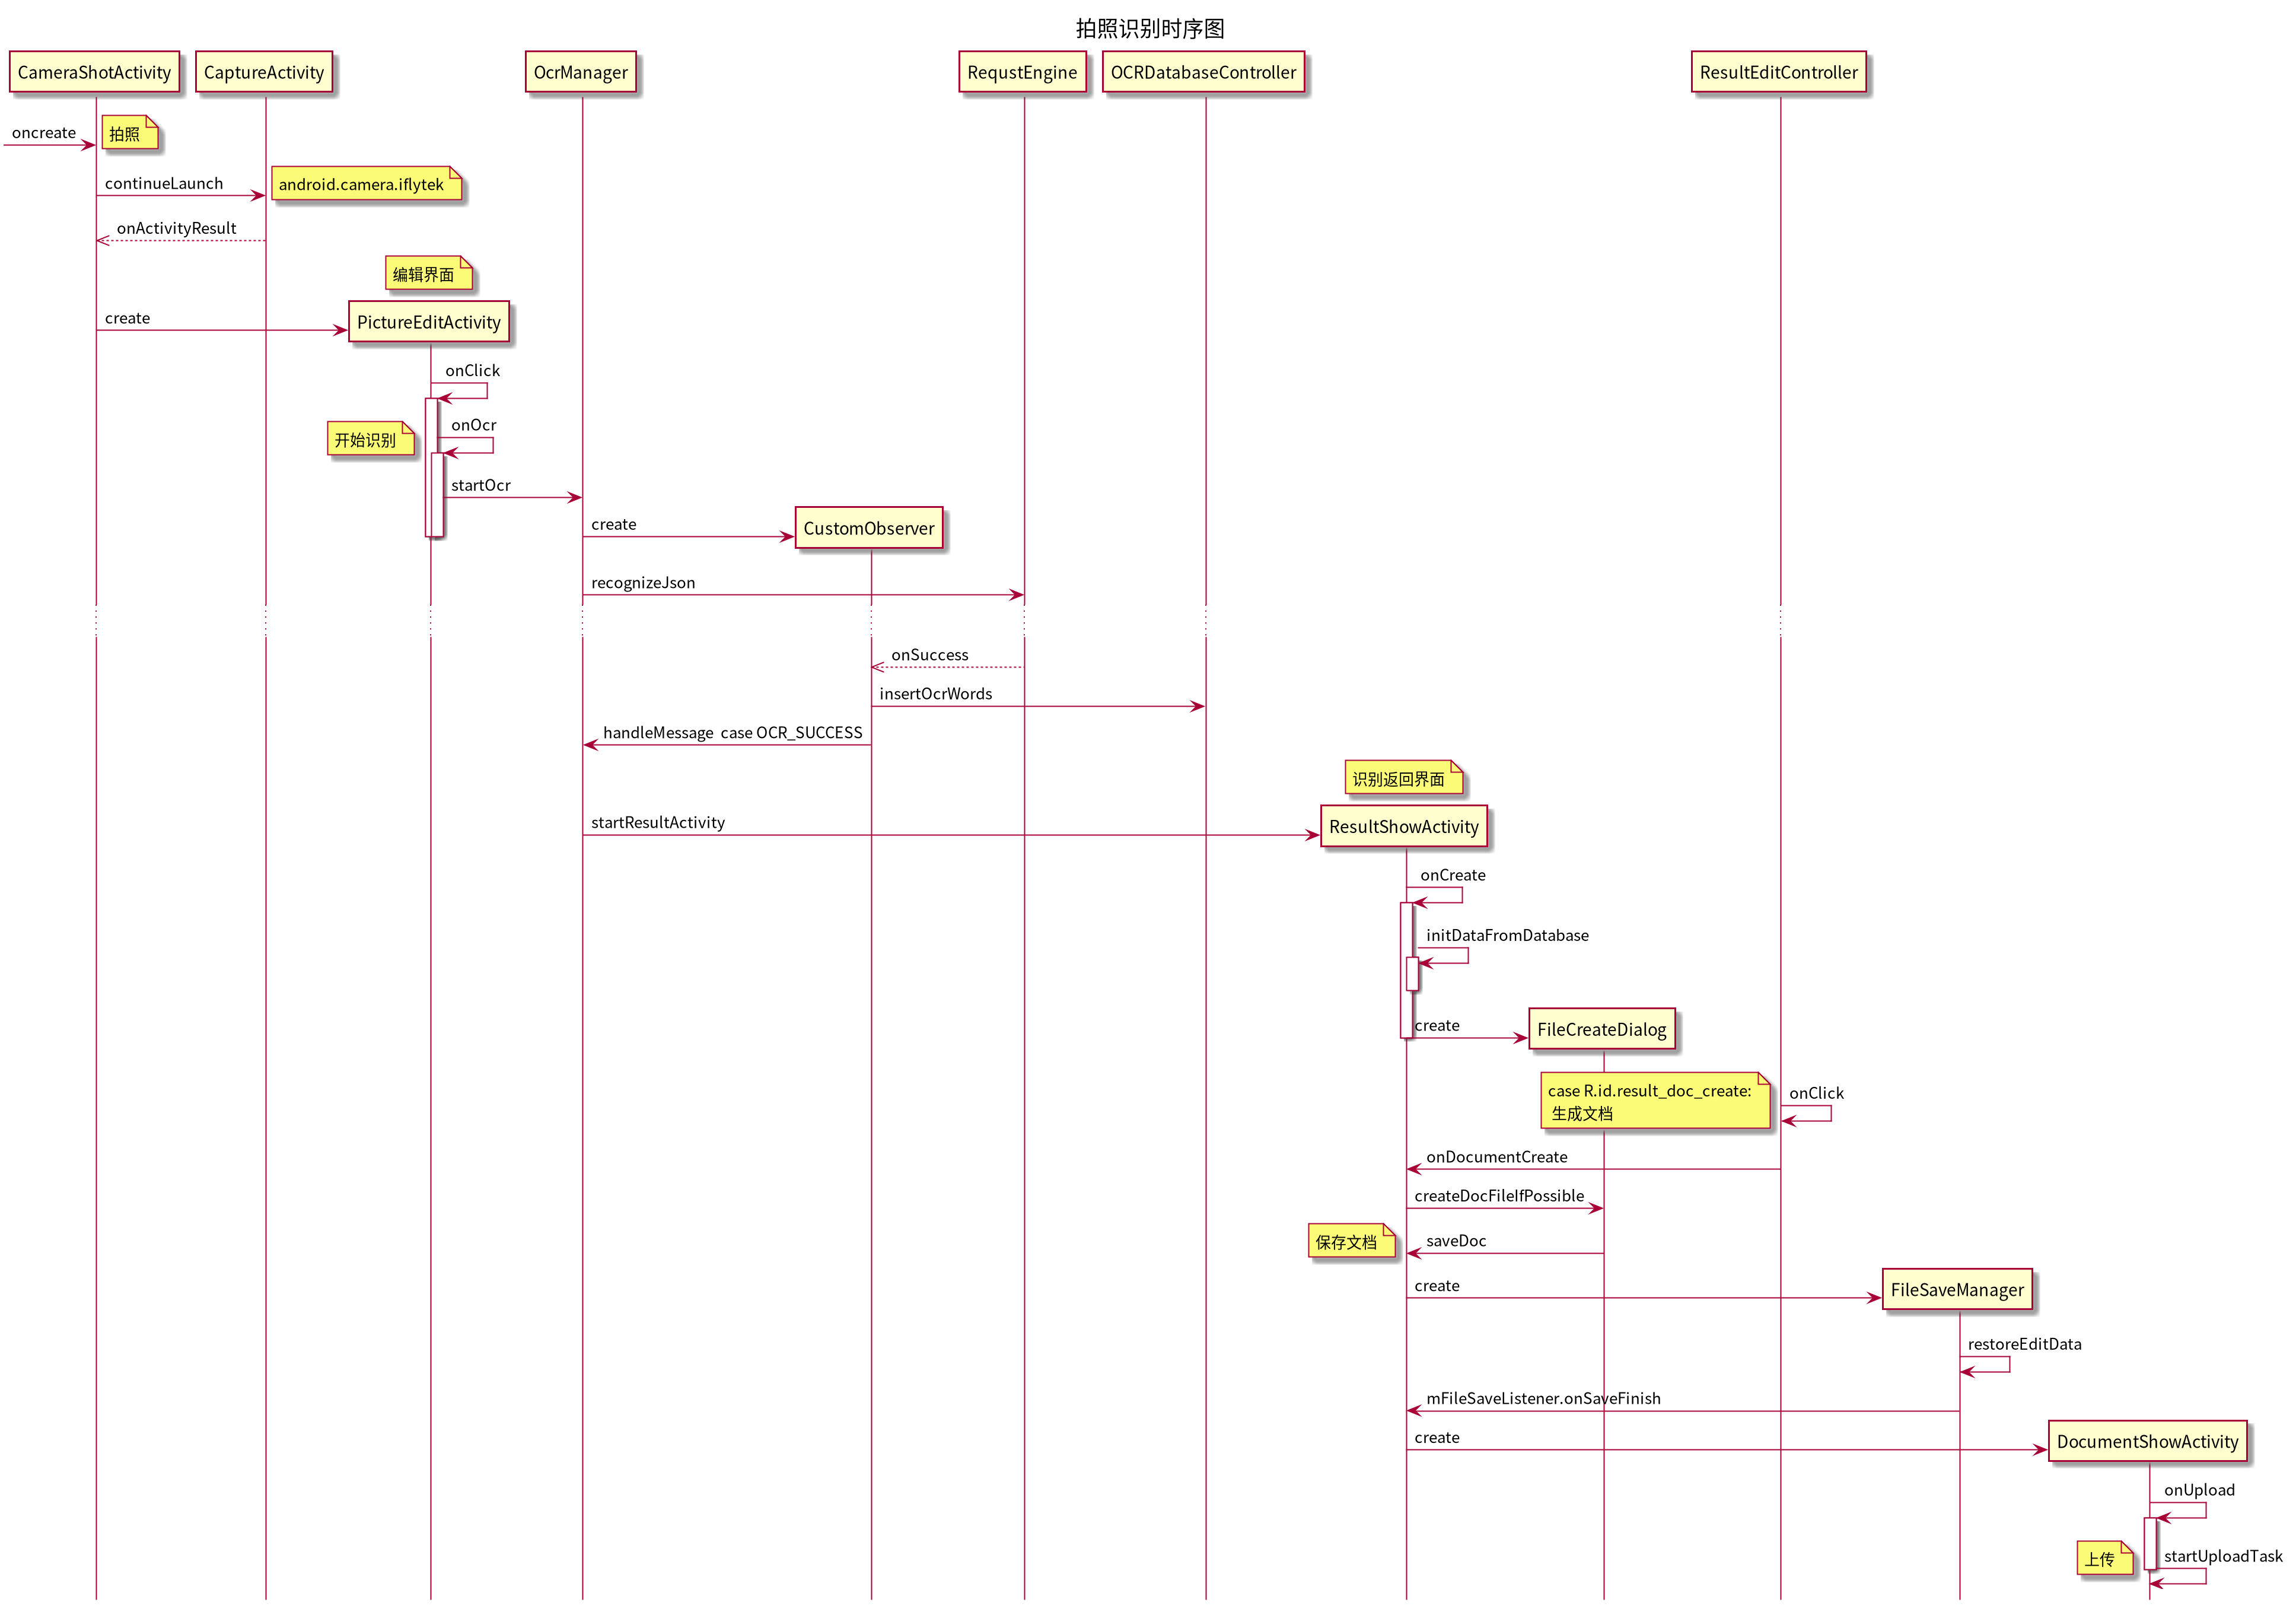 拍照识别时序图
CameraShotActivity
CaptureActivity
OcrManager
RequstEngine
OCRDatabaseController
ResultEditController
oncreate
拍照
continueLaunch
android.camera.iflytek
onActivityResult
编辑界面
create
PictureEditActivity
onClick
开始识别
onOcr
startOcr
create
CustomObserver
recognizeJson
onSuccess
insertOcrWords
handleMessage case OCR_SUCCESS
识别返回界面
startResultActivity
ResultShowActivity
onCreate
initDataFromDatabase
create
FileCreateDialog
case R.id.result_doc_create:
生成文档
onClick
onDocumentCreate
createDocFileIfPossible
保存文档
saveDoc
create
FileSaveManager
restoreEditData
mFileSaveListener.onSaveFinish
create
DocumentShowActivity
onUpload
上传
startUploadTask